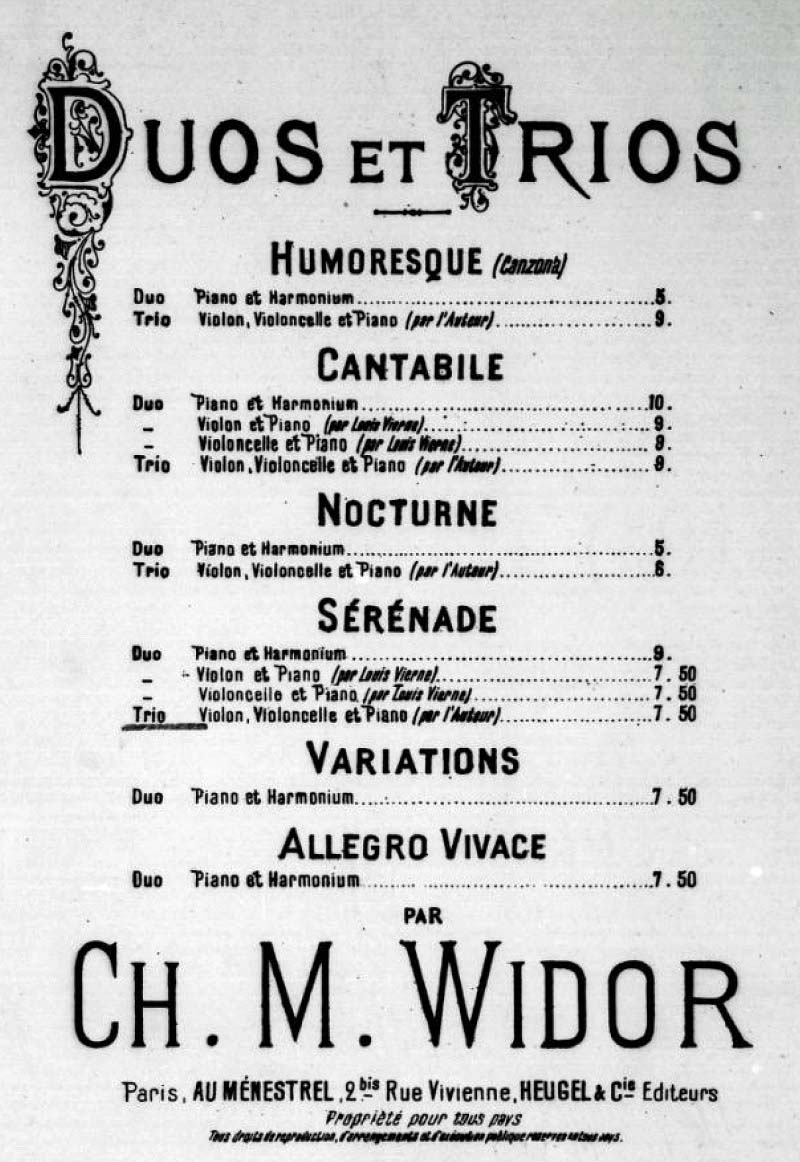 DUOS ET TRIOS
HUMORESQUE (Canzona)
Duo Piano et Harmonium 5.
Trio Violon, Violoncelle et Piano (par l'Auteur) 9.
CANTABILE
Duo Piano et Harmonium 10.
_ Violon et Piano (par Louis Vierne) 9.
_ Violoncelle et Piano (par Louis Vierne) 9.
Trio Violon, Violoncelle et Piano (par l'Auteur) 9.
NOCTURNE
Duo Piano et Harmonium 5.
Trio Violon, Violoncelle et Piano (par l'Auteur) 6.
SÉRÉNADE
Duo Piano et Harmonium 9.
_ Violon et Piano (par Louis Vierne) 7.50
_ Violoncelle et Piano (par Louis Vierne) 7.50
Trio Violon, Violoncelle et Piano (par l'Auteur) 7.50
VARIATIONS
Duo Piano et Harmonium 7.50
ALLEGRO VIVACE
Duo Piano et Harmonium 7.50
PAR
CH. M. WIDOR
Paris, AU MÉNESTREL, 2bis Rue Vivienne, HEUGEL & Cie Editeurs
Propriété pour tous pays
Tous droits de reproduction, d'arrangements et d'exécution publique réservés en tous pays.